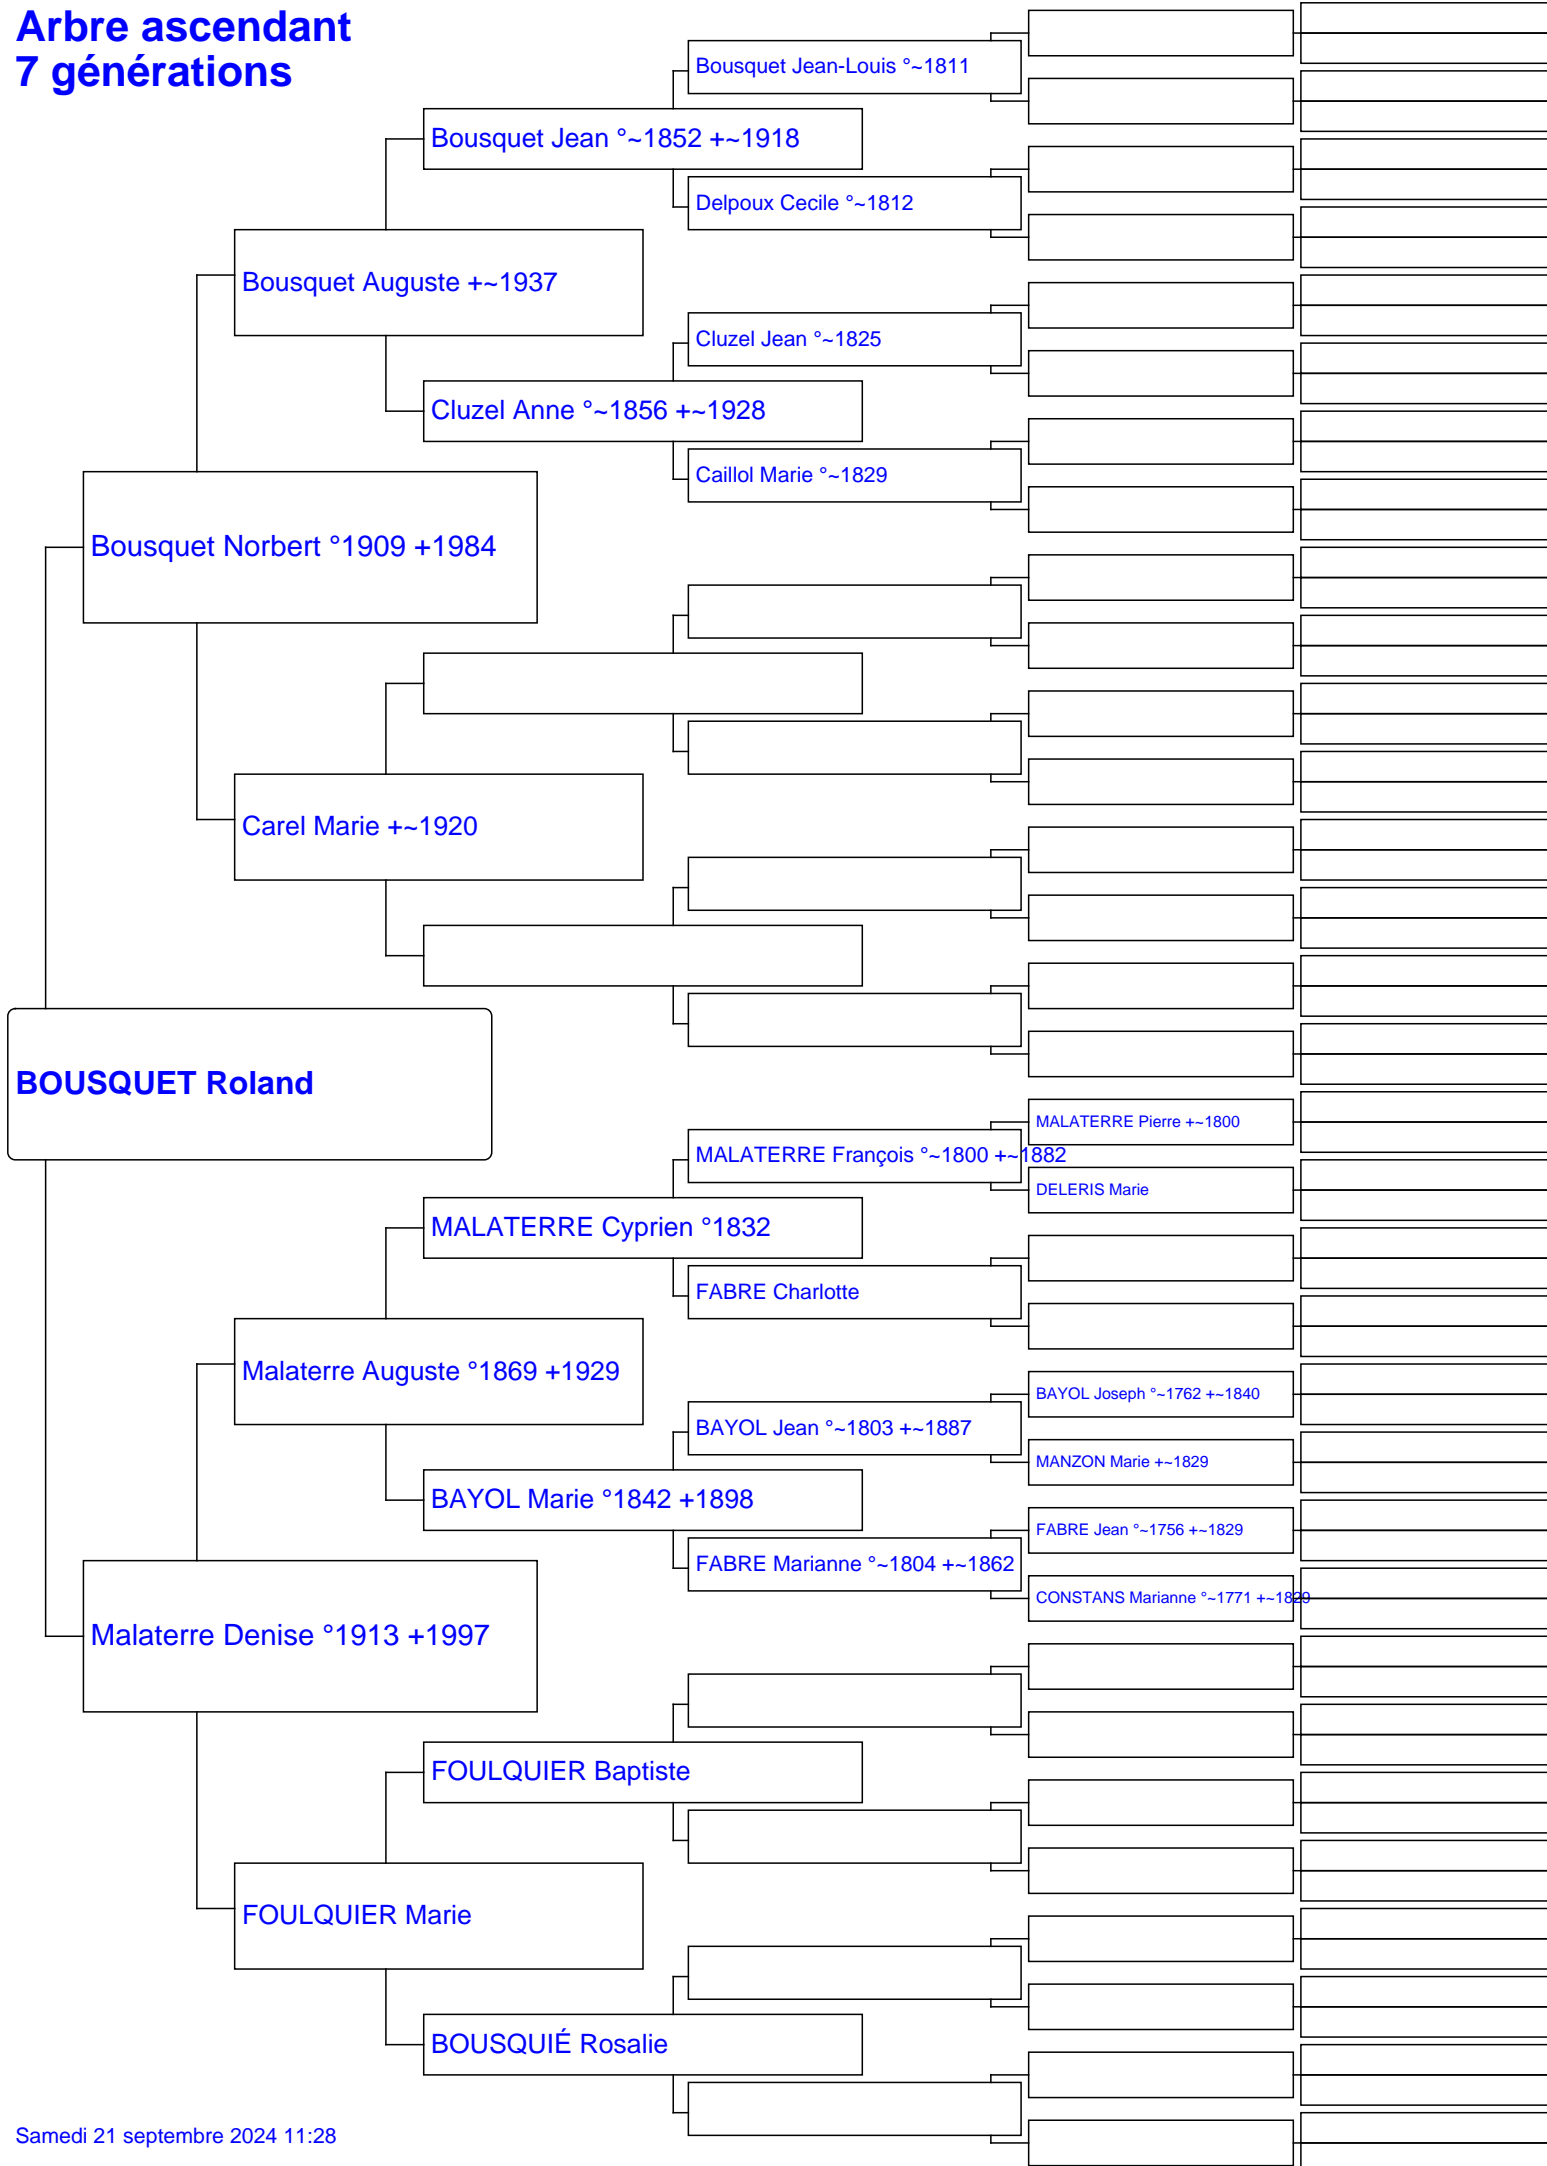 Arbre ascendant
7 générations
Bousquet Jean-Louis °~1811
Bousquet Jean °~1852 +~1918
Delpoux Cecile °~1812
Bousquet Auguste +~1937
Cluzel Jean °~1825
Cluzel Anne °~1856 +~1928
Caillol Marie °~1829
Bousquet Norbert °1909 +1984
Carel Marie +~1920
BOUSQUET Roland
MALATERRE Pierre +~1800
MALATERRE François °~1800 +~1882
DELERIS Marie
MALATERRE Cyprien °1832
FABRE Charlotte
Malaterre Auguste °1869 +1929
BAYOL Joseph °~1762 +~1840
BAYOL Jean °~1803 +~1887
MANZON Marie +~1829
BAYOL Marie °1842 +1898
FABRE Jean °~1756 +~1829
FABRE Marianne °~1804 +~1862
CONSTANS Marianne °~1771 +~1829
Malaterre Denise °1913 +1997
FOULQUIER Baptiste
FOULQUIER Marie
BOUSQUIÉ Rosalie
Samedi 21 septembre 2024 11:28